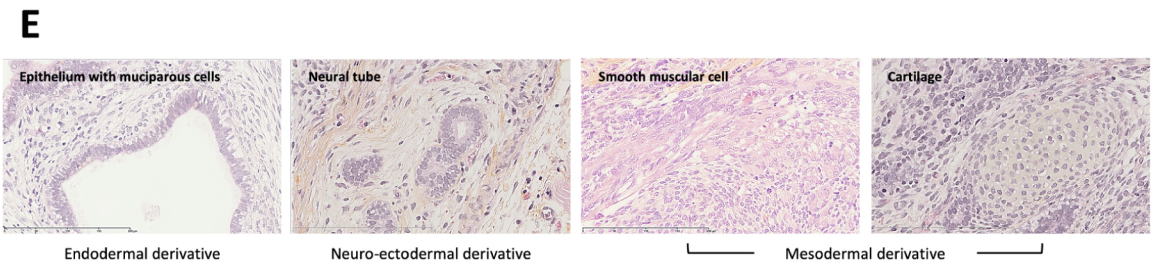 E
Epithelium with muciparous cells
Neural tube
Smooth muscular cell
Cartilage
Endodermal derivative
Neuro-ectodermal derivative
Mesodermal derivative